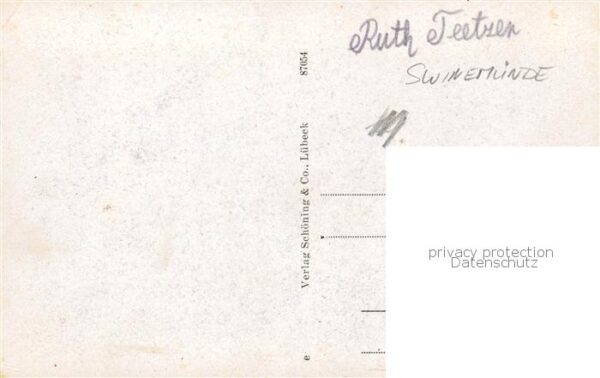 Ruth Teetzen
SWINEMÜNDE
Verlag Schöning & Co., Lübeck
87054
e
privacy protection
Datenschutz